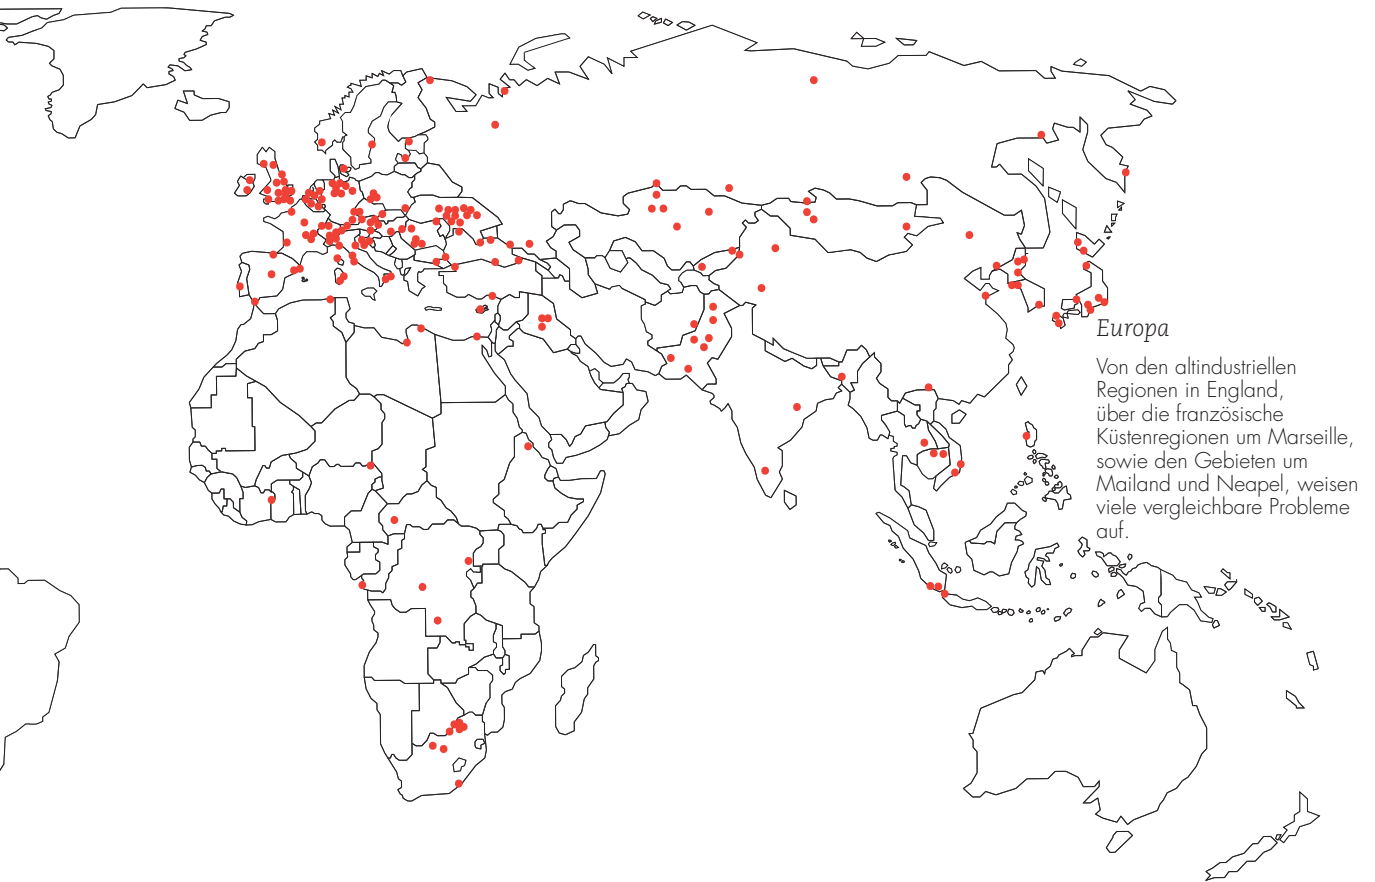 Europa
Von den altindustriellen
Regionen in England,
über die französische
Küstenregionen um Marseille,
sowie den Gebieten um
Mailand und Neapel, weisen
viele vergleichbare Probleme
auf.